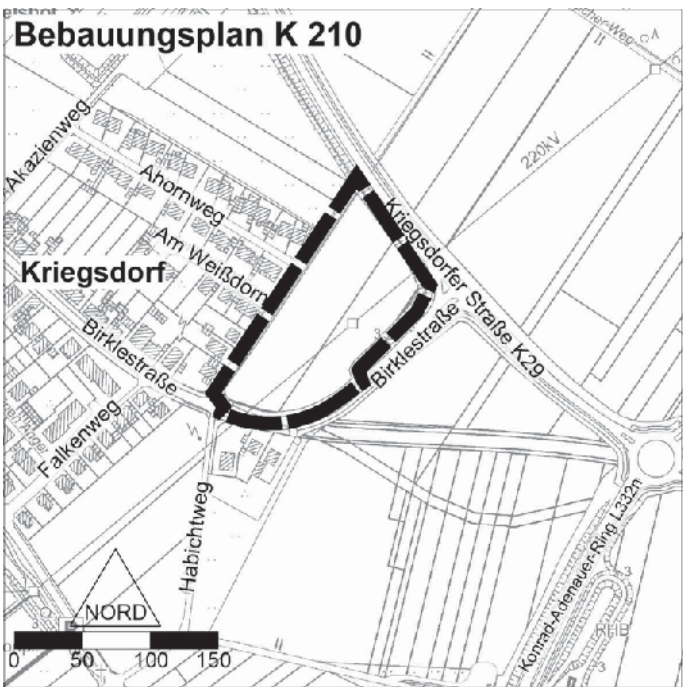 Bebauungsplan K 210
Akazienweg
Ahornweg
Am Weißdorn
220kV
Kriegsdorfer Straße K29
Kriegsdorf
Birklestraße
Birklestraße
Falkenweg
Habichtweg
Konrad-Adenauer-Ring L332n
RHB
NORD
0 50 100 150